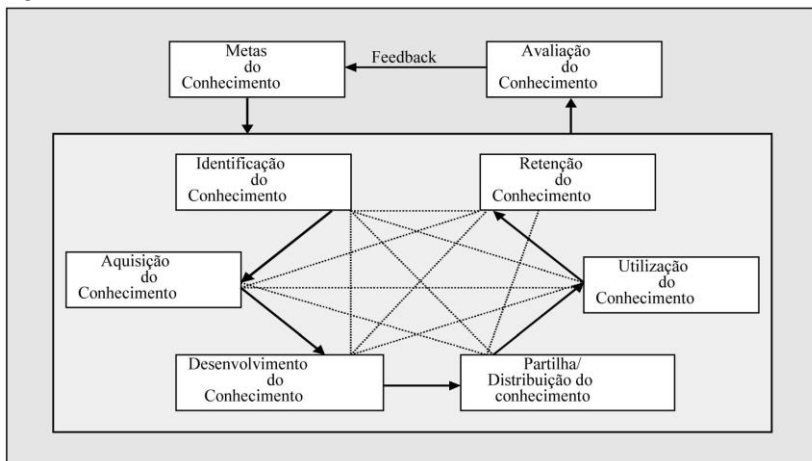 Metas
do
Conhecimento
Feedback
Avaliação
do
Conhecimento
Identificação
do
Conhecimento
Retenção
do
Conhecimento
Aquisição
do
Conhecimento
Utilização
do
Conhecimento
Desenvolvimento
do
Conhecimento
Partilha/
Distribuição do
conhecimento